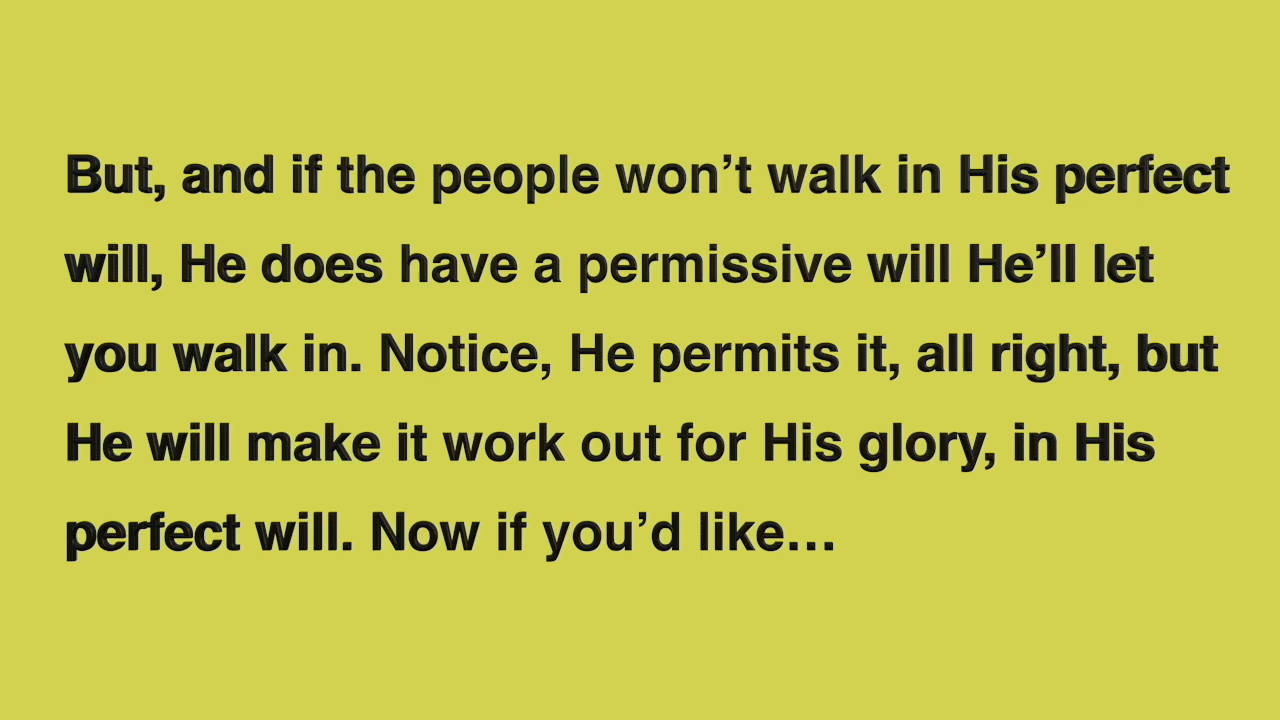 But, and if the people won’t walk in His perfect
will, He does have a permissive will He’ll let
you walk in. Notice, He permits it, all right, but
He will make it work out for His glory, in His
perfect will. Now if you’d like…